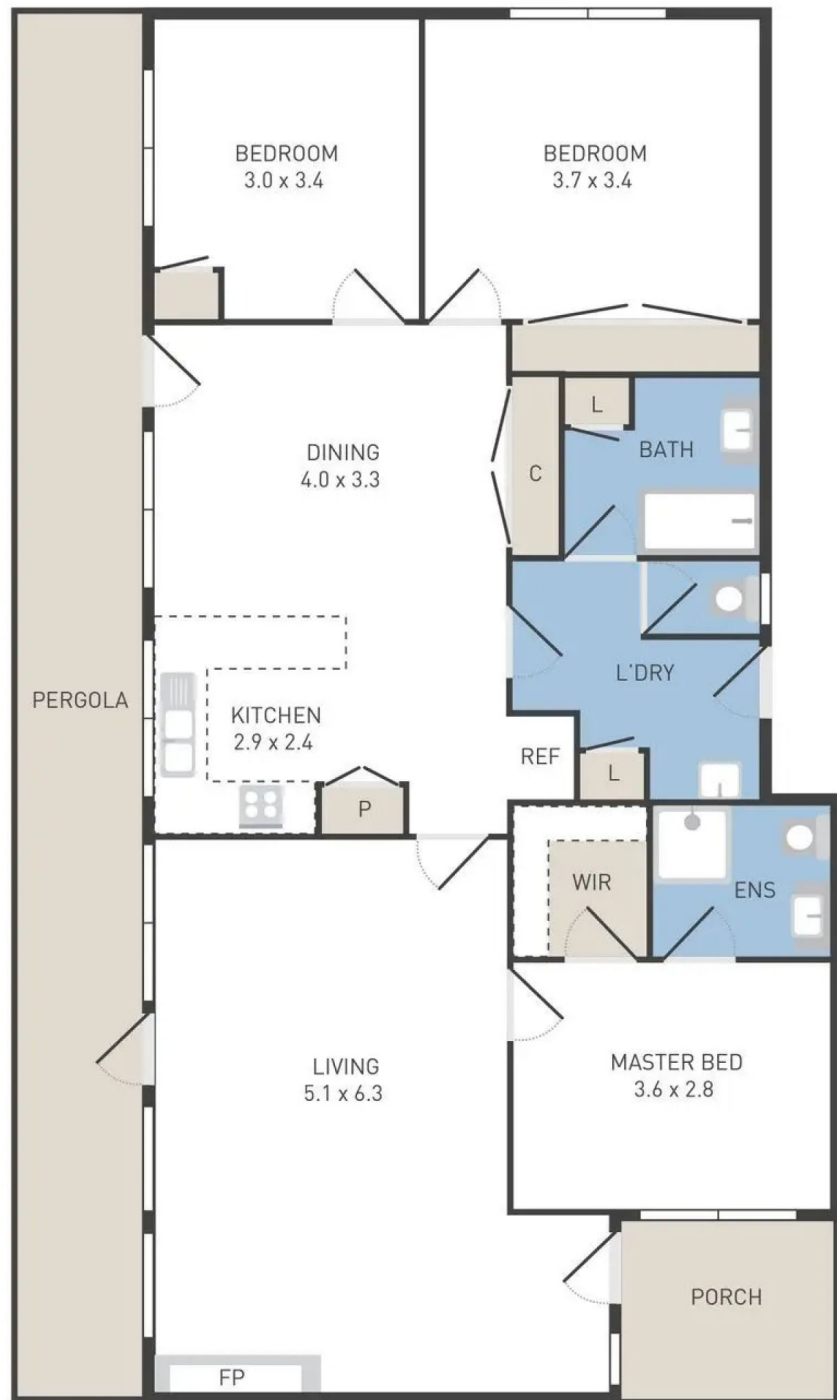 BEDROOM
3.0 x 3.4
BEDROOM
3.7 x 3.4
DINING
4.0 x 3.3
C
L
BATH
PERGOLA
KITCHEN
2.9 x 2.4
P
REF
L'DRY
L
WIR
ENS
LIVING
5.1 x 6.3
MASTER BED
3.6 x 2.8
PORCH
FP